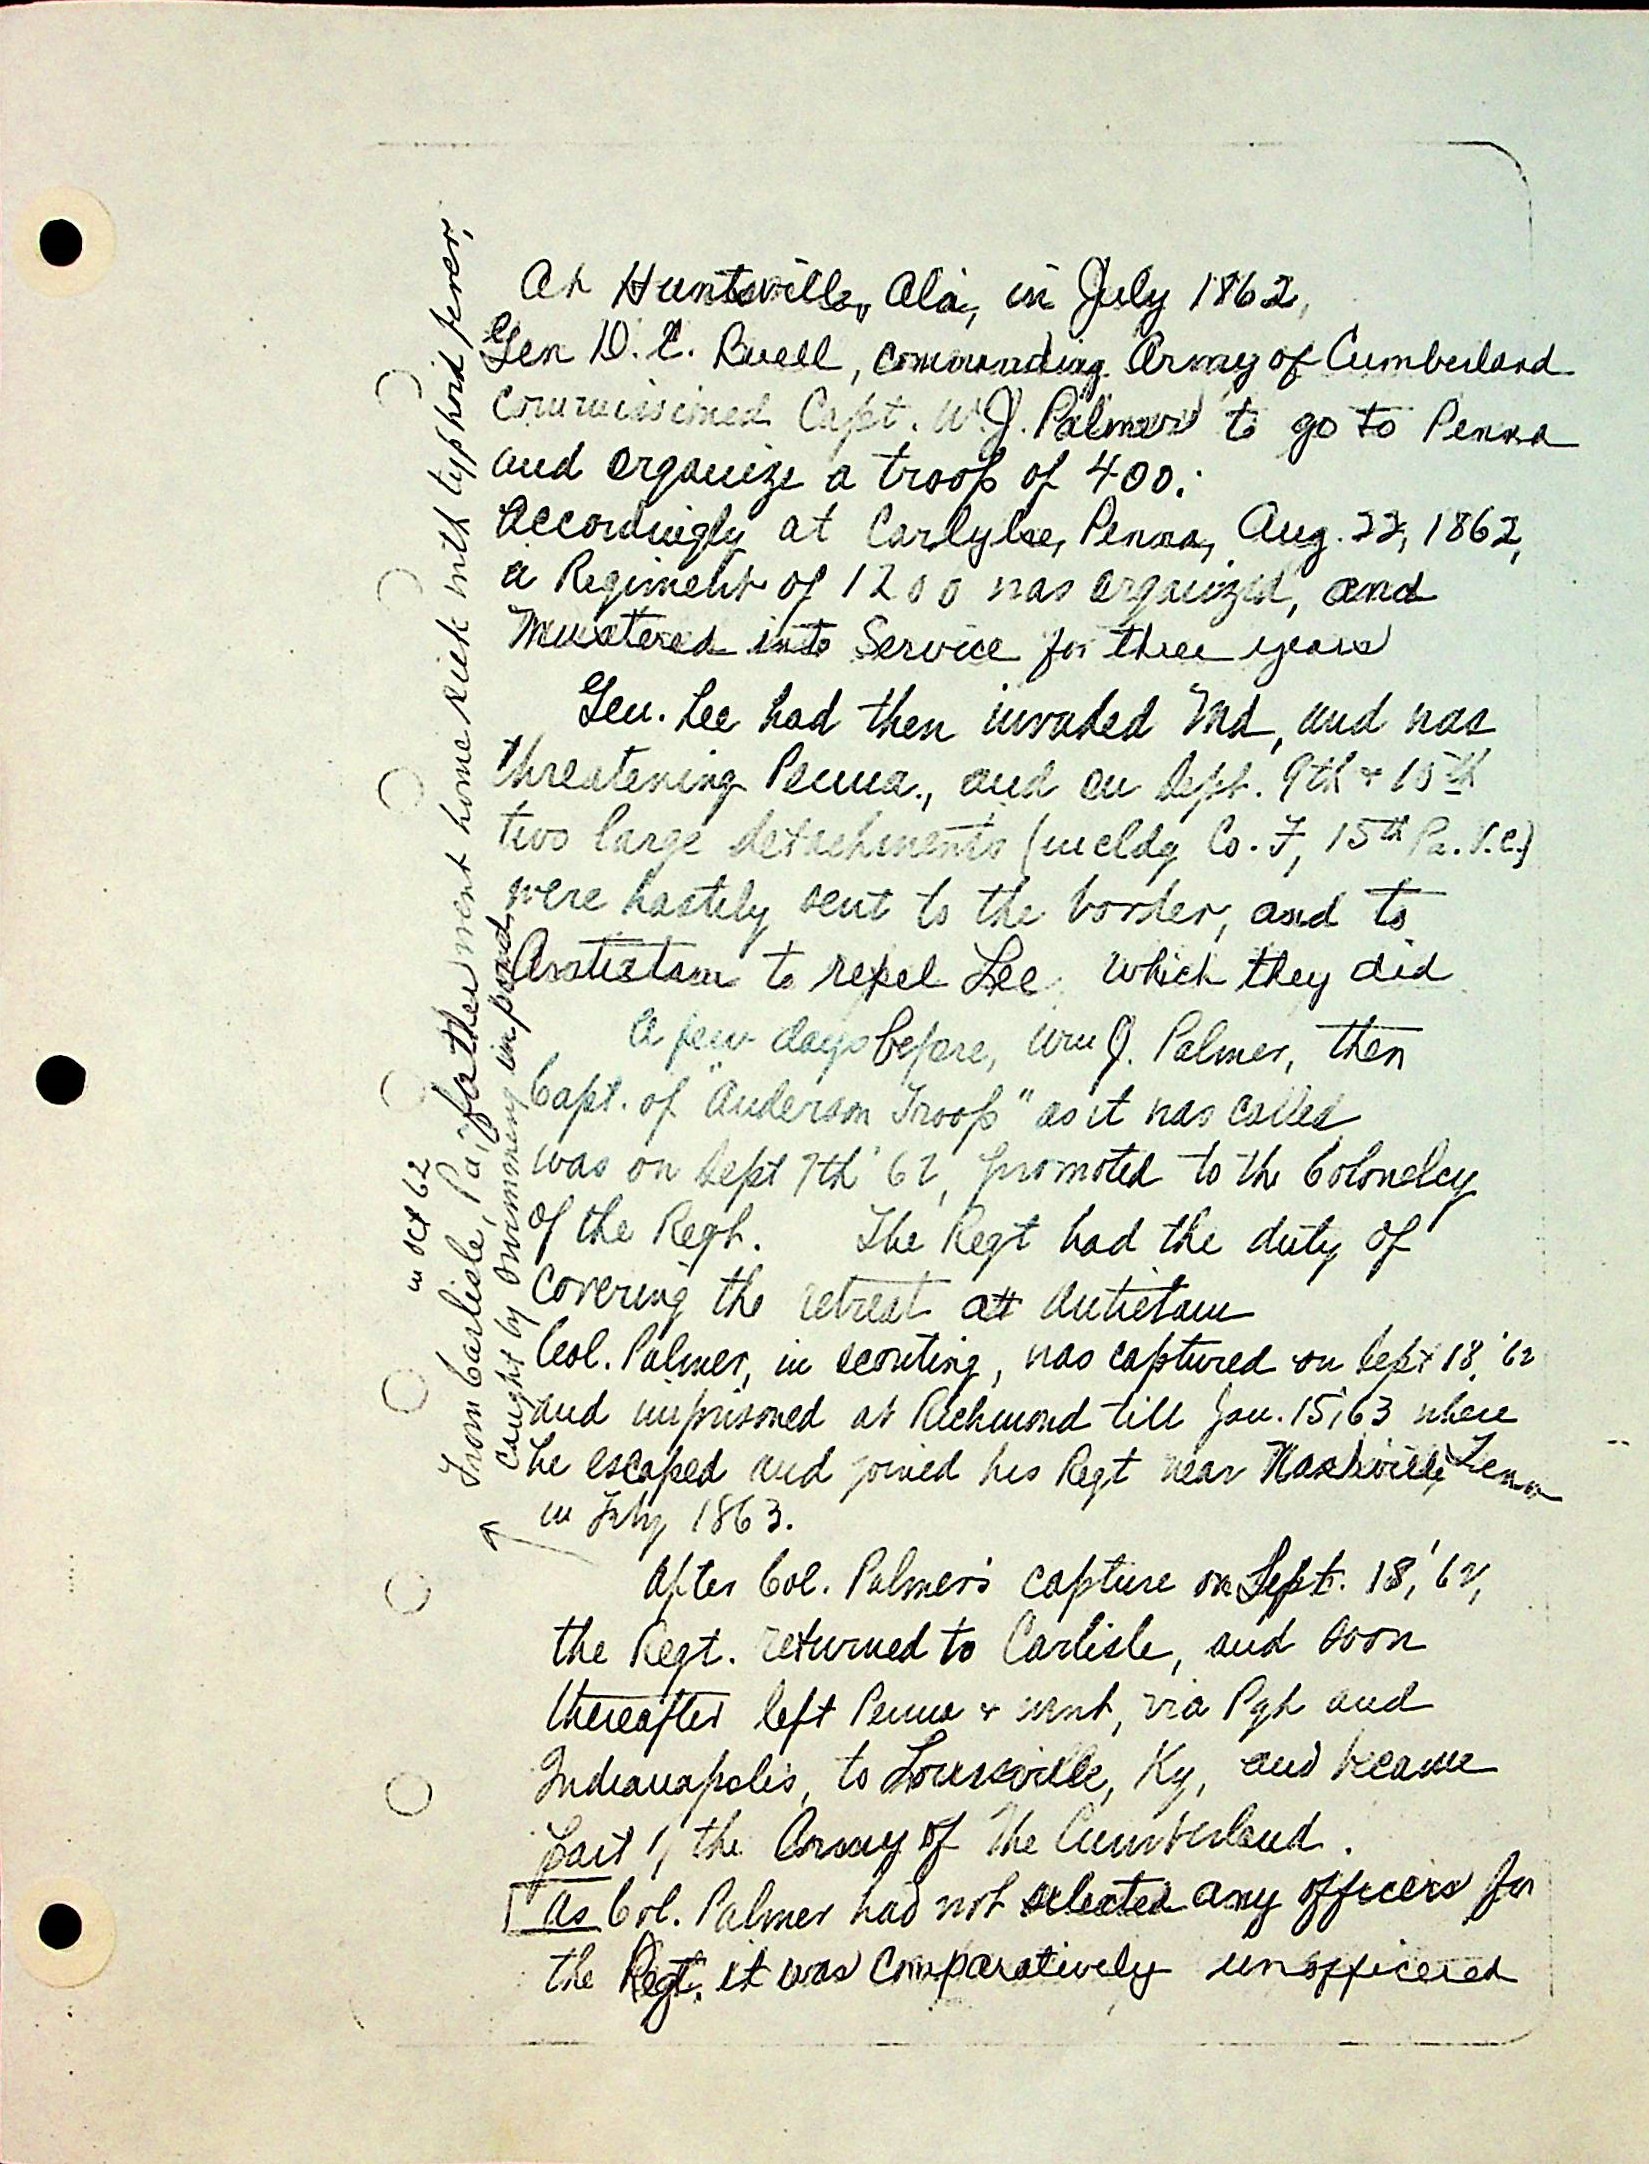 At Huntsville, Ala, in July 1862,
Gen D. C. Buell, commanding Army of Cumberland
commissioned Capt. W. J. Palmer to go to Penna
and organize a troop of 400.
Accordingly at Carlylse, Penna, Aug. 22, 1862,
a Regiment of 1200 was organized, and
Mustered into Service for three years
Gen. Lee had then invaded Md, and was
threatening Penna., and on Sept. 9th & 10th
two large detachments (incldg Co. F, 15th Pa. V.C.)
were hastily sent to the border, and to
Antietam to repel Lee which they did
A few days before, Wm J. Palmer, then
Capt. of "Anderson Troop" as it was called
was on Sept 7th '62, promoted to the Colonelcy
of the Regt. The Regt had the duty of
covering the retreat at Antietam
Col. Palmer, in scouting, was captured on Sept 18, '62
and imprisoned at Richmond till Jan. 15, '63 where
he escaped and joined his Regt near Nashville, Tenn
in 1863.
After Col. Palmer's capture on Sept. 18, '62,
the Regt. returned to Carlisle, and soon
thereafter left Penna & went, via Pgh and
Indianapolis, to Louisville, Ky, and became
part of the Army of the Cumberland.
As Col. Palmer had not selected any officers for
the Regt. it was comparatively unofficered
in Oct 62
From Carlisle, Pa, father went home sick with typhoid fever,
caught by swimming in pond